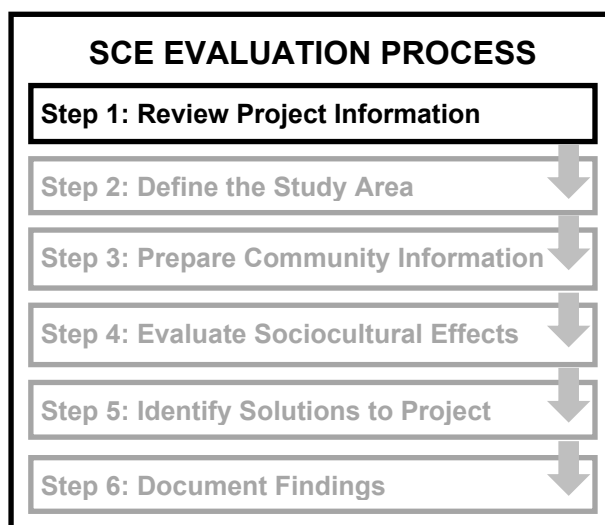 SCE EVALUATION PROCESS
Step 1: Review Project Information
Step 2: Define the Study Area
Step 3: Prepare Community Information
Step 4: Evaluate Sociocultural Effects
Step 5: Identify Solutions to Project
Step 6: Document Findings